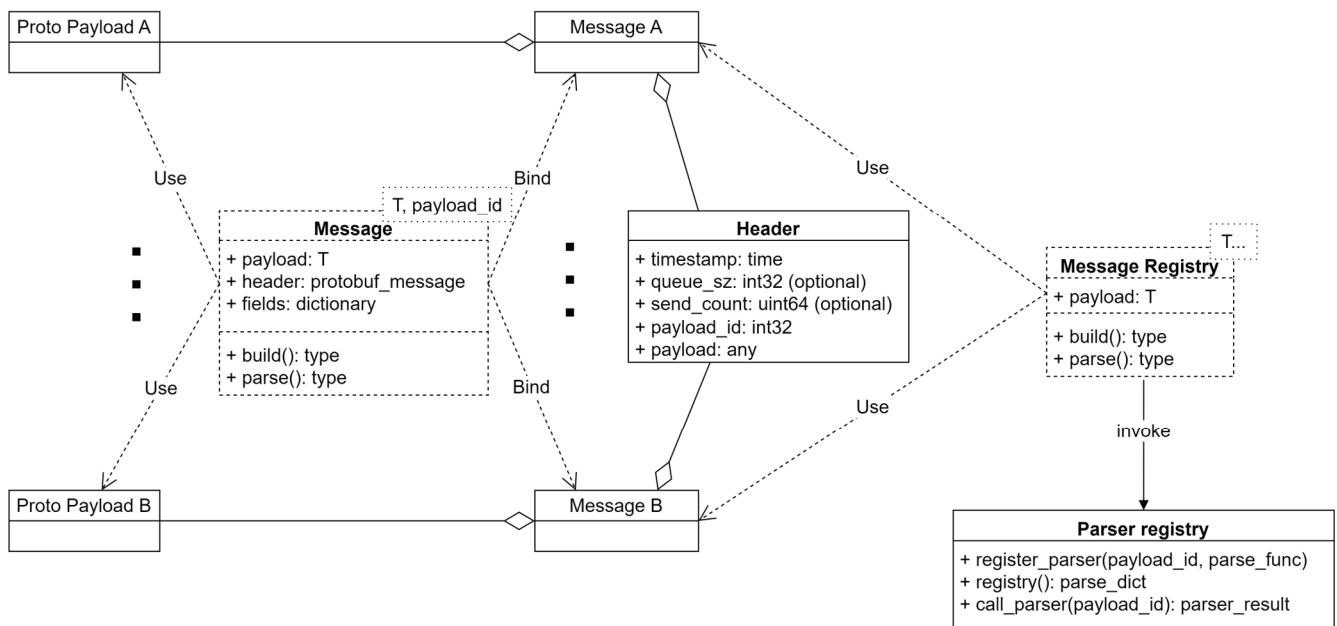 Proto Payload A
Message A
Use
Bind
Use
T, payload_id
Message
+ payload: T
+ header: protobuf_message
+ fields: dictionary
+ build(): type
+ parse(): type
Header
+ timestamp: time
+ queue_sz: int32 (optional)
+ send_count: uint64 (optional)
+ payload_id: int32
+ payload: any
T...
Message Registry
+ payload: T
+ build(): type
+ parse(): type
Use
Bind
Use
invoke
Proto Payload B
Message B
Parser registry
+ register_parser(payload_id, parse_func)
+ registry(): parse_dict
+ call_parser(payload_id): parser_result